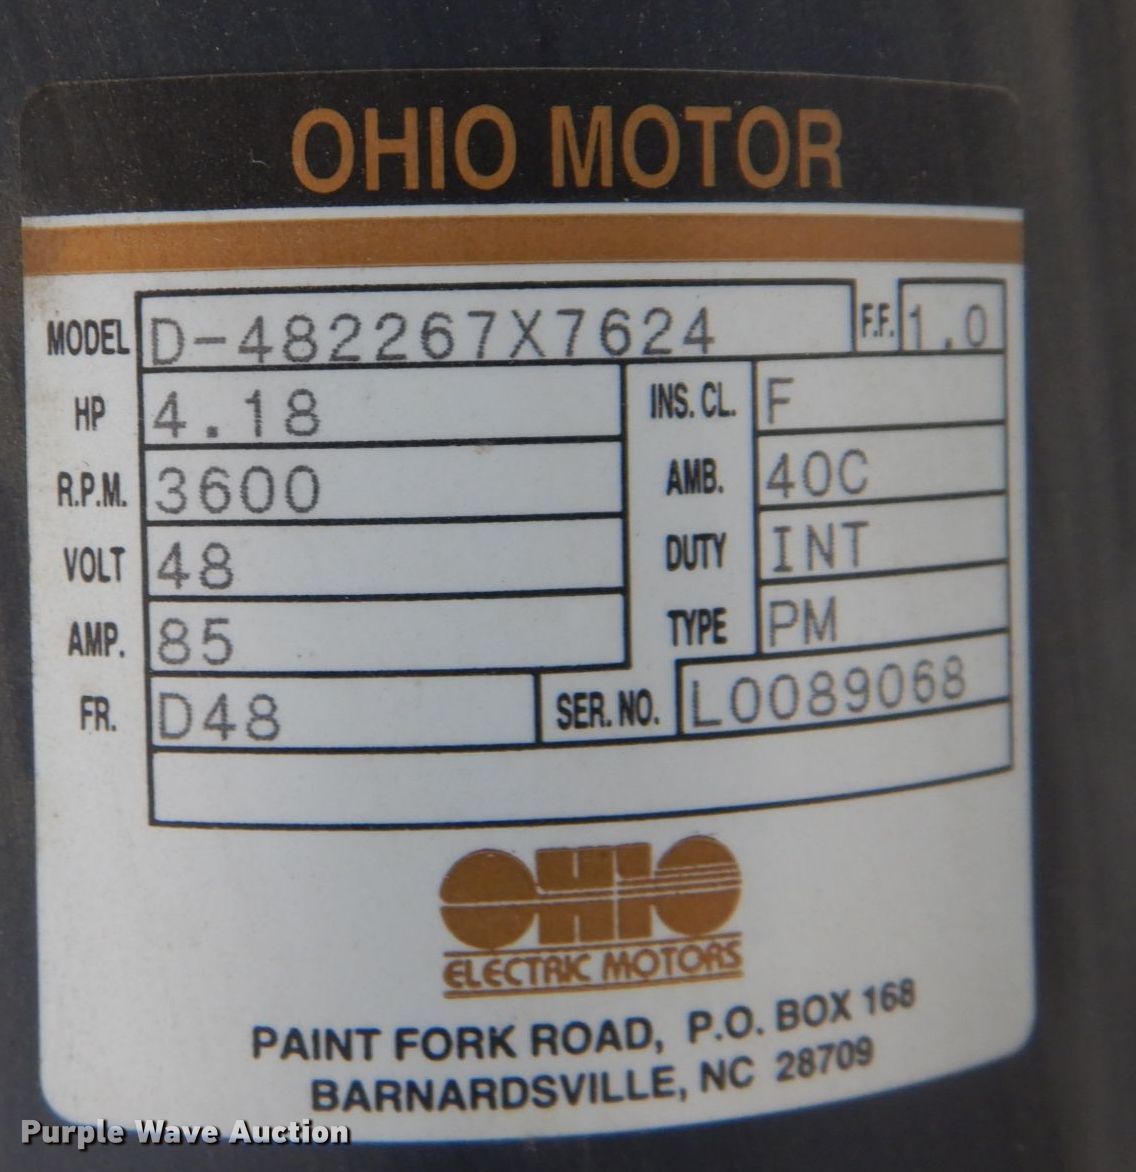 OHIO MOTOR
MODEL D-482267X7624 F.F. 1.0
HP 4.18 INS. CL. F
R.P.M. 3600 AMB. 40C
VOLT 48 DUTY INT
AMP. 85 TYPE PM
FR. D48 SER. NO. L0089068
OHIO
ELECTRIC MOTORS
PAINT FORK ROAD, P.O. BOX 168
BARNARDSVILLE, NC 28709
Purple Wave Auction